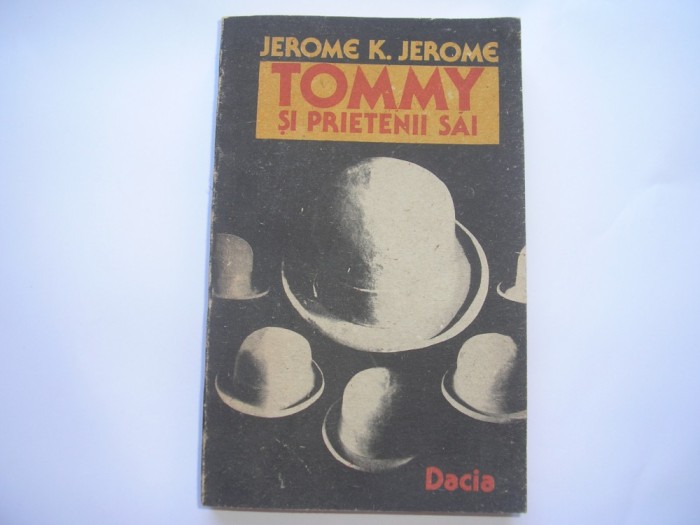 JEROME K. JEROME
TOMMY
ȘI PRIETENII SĂI
Dacia